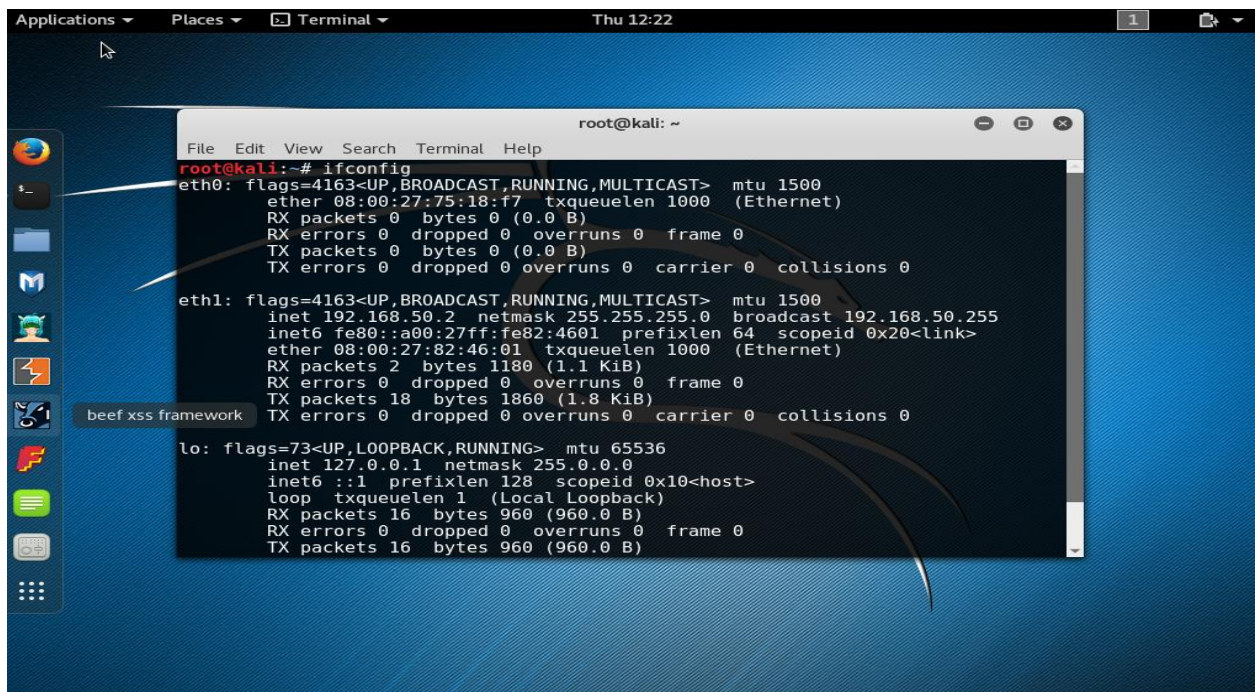 Applications Places Terminal Thu 12:22 1
root@kali: ~
File Edit View Search Terminal Help
root@kali:~# ifconfig
eth0: flags=4163<UP,BROADCAST,RUNNING,MULTICAST>  mtu 1500
        ether 08:00:27:75:18:f7  txqueuelen 1000  (Ethernet)
        RX packets 0  bytes 0 (0.0 B)
        RX errors 0  dropped 0  overruns 0  frame 0
        TX packets 0  bytes 0 (0.0 B)
        TX errors 0  dropped 0 overruns 0  carrier 0  collisions 0
eth1: flags=4163<UP,BROADCAST,RUNNING,MULTICAST>  mtu 1500
        inet 192.168.50.2  netmask 255.255.255.0  broadcast 192.168.50.255
        inet6 fe80::a00:27ff:fe82:4601  prefixlen 64  scopeid 0x20<link>
        ether 08:00:27:82:46:01  txqueuelen 1000  (Ethernet)
        RX packets 2  bytes 1180 (1.1 KiB)
        RX errors 0  dropped 0  overruns 0  frame 0
        TX packets 18  bytes 1860 (1.8 KiB)
beef xss framework
        TX errors 0  dropped 0 overruns 0  carrier 0  collisions 0
lo: flags=73<UP,LOOPBACK,RUNNING>  mtu 65536
        inet 127.0.0.1  netmask 255.0.0.0
        inet6 ::1  prefixlen 128  scopeid 0x10<host>
        loop  txqueuelen 1  (Local Loopback)
        RX packets 16  bytes 960 (960.0 B)
        RX errors 0  dropped 0  overruns 0  frame 0
        TX packets 16  bytes 960 (960.0 B)